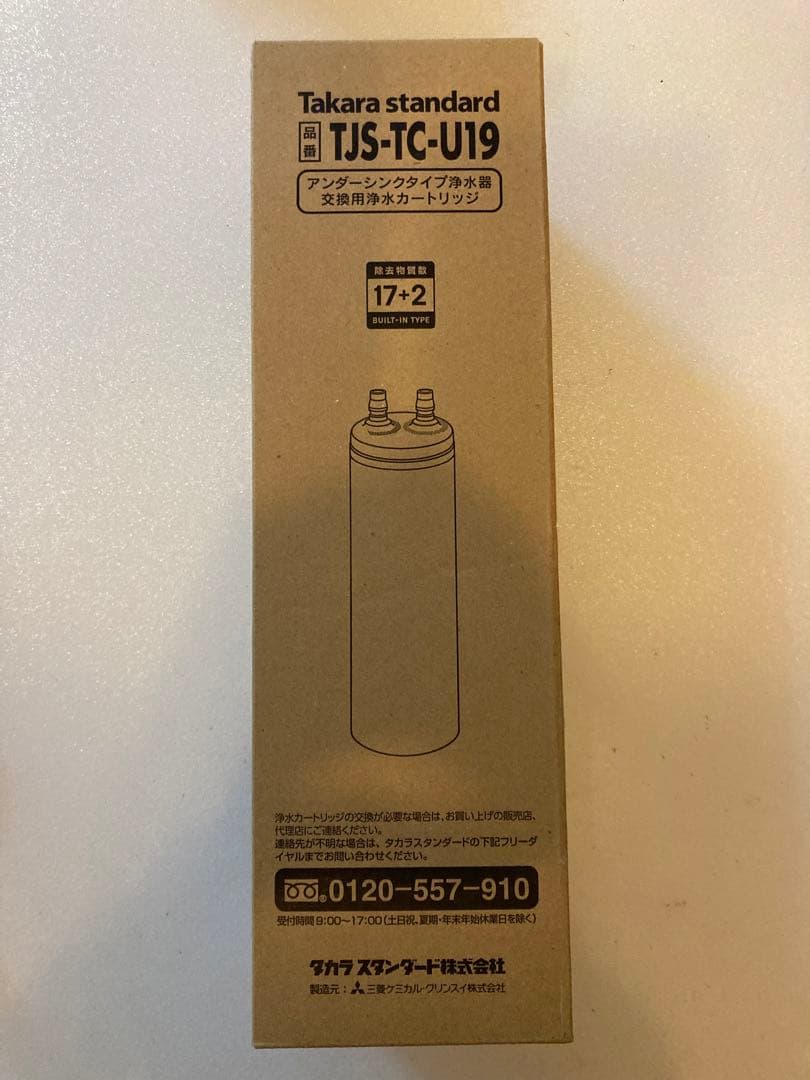 Takara standard
品番 TJS-TC-U19
アンダーシンクタイプ浄水器
交換用浄水カートリッジ
除去物質数
17+2
BUILT-IN TYPE
浄水カートリッジの交換が必要な場合は、お買い上げの販売店、
代理店にご連絡ください。
連絡先が不明な場合は、タカラスタンダードの下記フリーダ
イヤルまでお問い合わせください。
®0120-557-910
受付時間9:00〜17:00(土日祝、夏期・年末年始休業日を除く)
タカラスタンダード株式会社
製造元:三菱ケミカル・クリンスイ株式会社